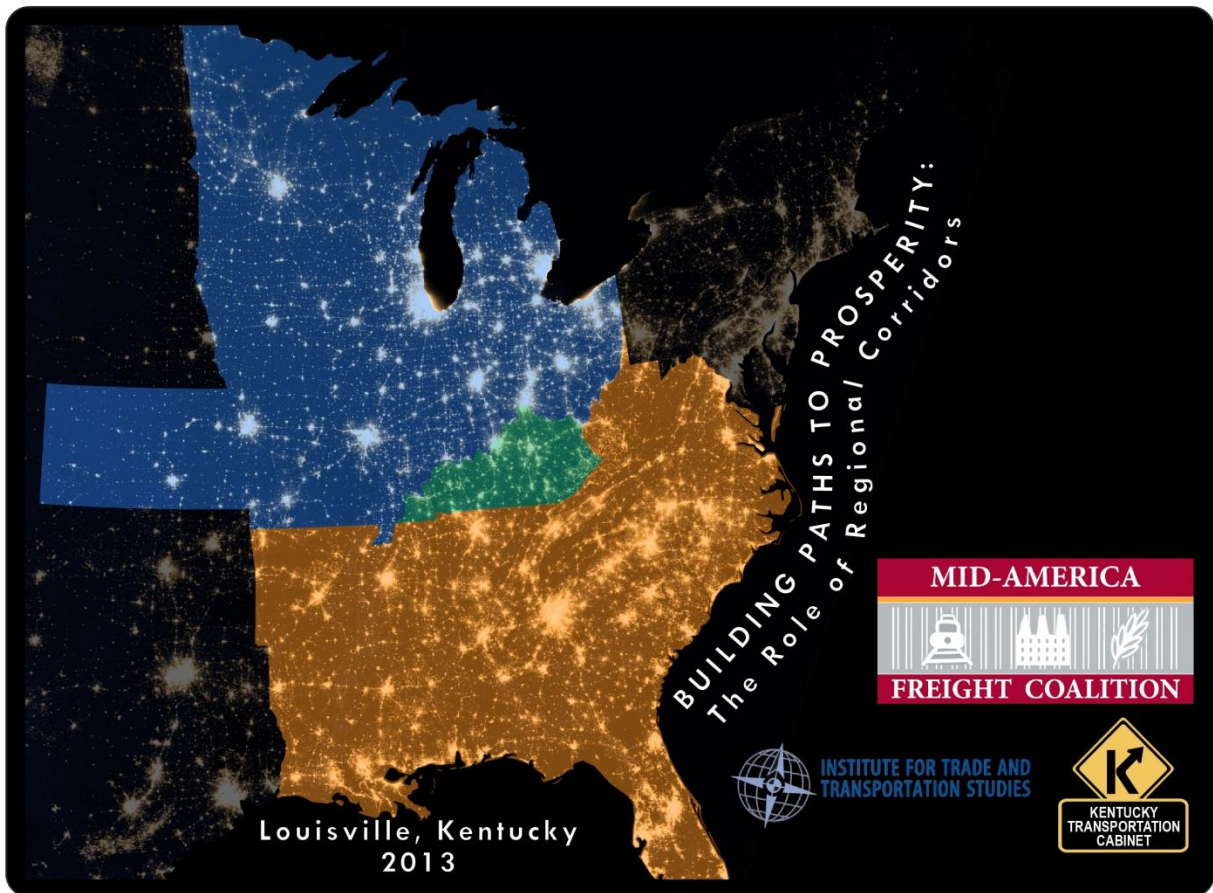 BUILDING PATHS TO PROSPERITY:
The Role of Regional Corridors
MID-AMERICA
FREIGHT COALITION
INSTITUTE FOR TRADE AND
TRANSPORTATION STUDIES
K
KENTUCKY
TRANSPORTATION
CABINET
Louisville, Kentucky
2013